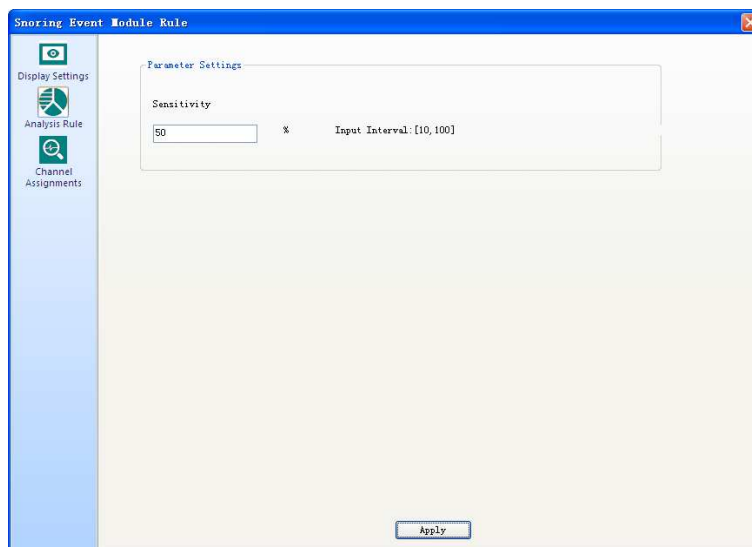 Snoring Event Module Rule
Display Settings
Analysis Rule
Channel
Assignments
Parameter Settings
Sensitivity
50 % Input Interval:[10,100]
Apply